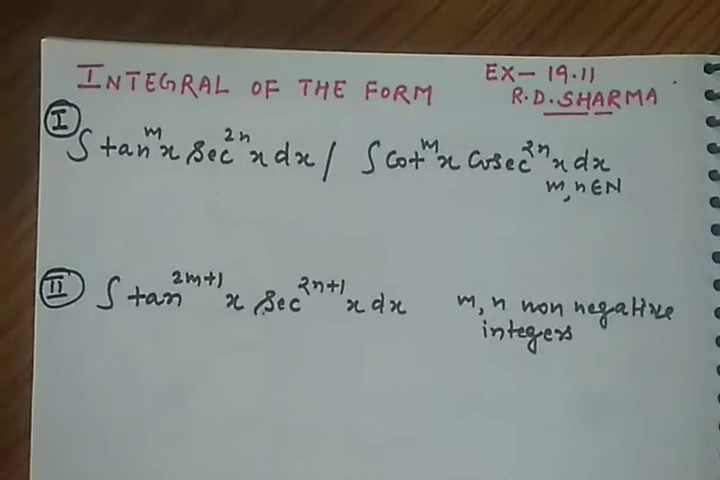 INTEGRAL OF THE FORM
EX- 19.11
R.D.SHARMA
I ∫ tan^m x sec^2n x dx / ∫ cot^m x cosec^2n x dx
m, n ∈ N
II ∫ tan^2m+1 x sec^2n+1 x dx m, n non negative
integers